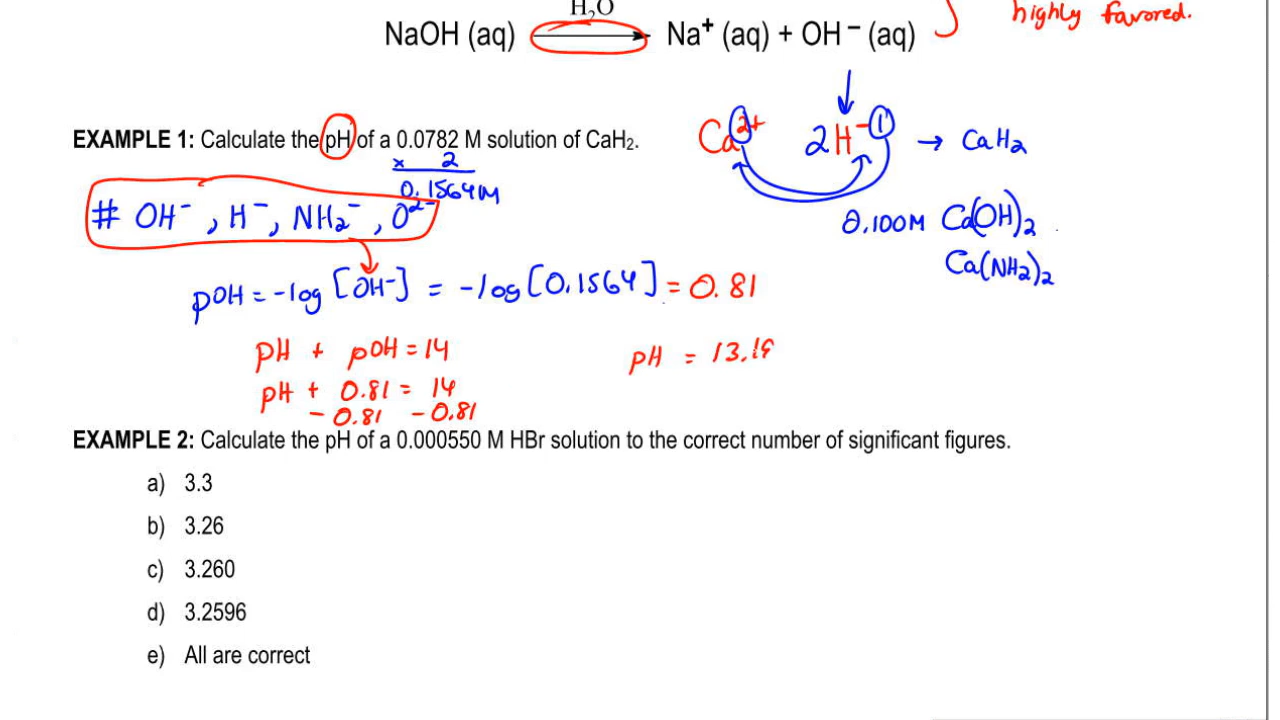 H₂O
highly favored.
NaOH (aq) → Na⁺ (aq) + OH⁻ (aq)
EXAMPLE 1: Calculate the pH of a 0.0782 M solution of CaH₂.
x 2
0.1564M
Ca²⁺ 2H⁻¹ → CaH₂
# OH⁻, H⁻, NH₂⁻, O²⁻
0.100M Ca(OH)₂
Ca(NH₂)₂
pOH = -log [OH⁻] = -log [0.1564] = 0.81
pH + pOH = 14
pH = 13.19
pH + 0.81 = 14
- 0.81 - 0.81
EXAMPLE 2: Calculate the pH of a 0.000550 M HBr solution to the correct number of significant figures.
a) 3.3
b) 3.26
c) 3.260
d) 3.2596
e) All are correct